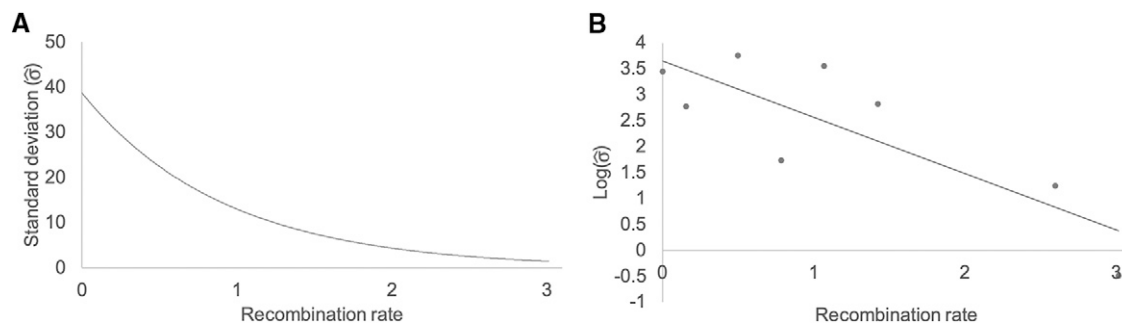 A
50
40
30
20
10
0
Standard deviation (σ̂)
0 1 2 3
Recombination rate
B
4
3.5
3
2.5
2
1.5
1
0.5
0
-0.5
-1
Log(σ̂)
0 1 2 3
Recombination rate